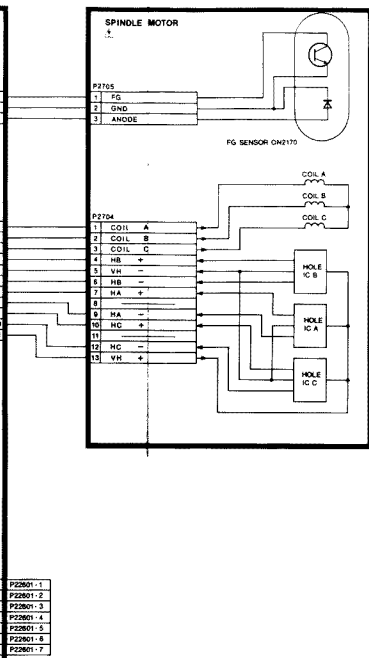 SPINDLE MOTOR
P2705
1 FG
2 GND
3 ANODE
FG SENSOR ON2170
COIL A
COIL B
COIL C
P2704
1 COIL A
2 COIL B
3 COIL C
4 HB +
5 VH -
6 HB -
7 HA +
8
9 HA -
10 HC +
11
12 HC -
13 VH +
HOLE
IC B
HOLE
IC A
HOLE
IC C
P22601-1
P22601-2
P22601-3
P22601-4
P22601-5
P22601-6
P22601-7